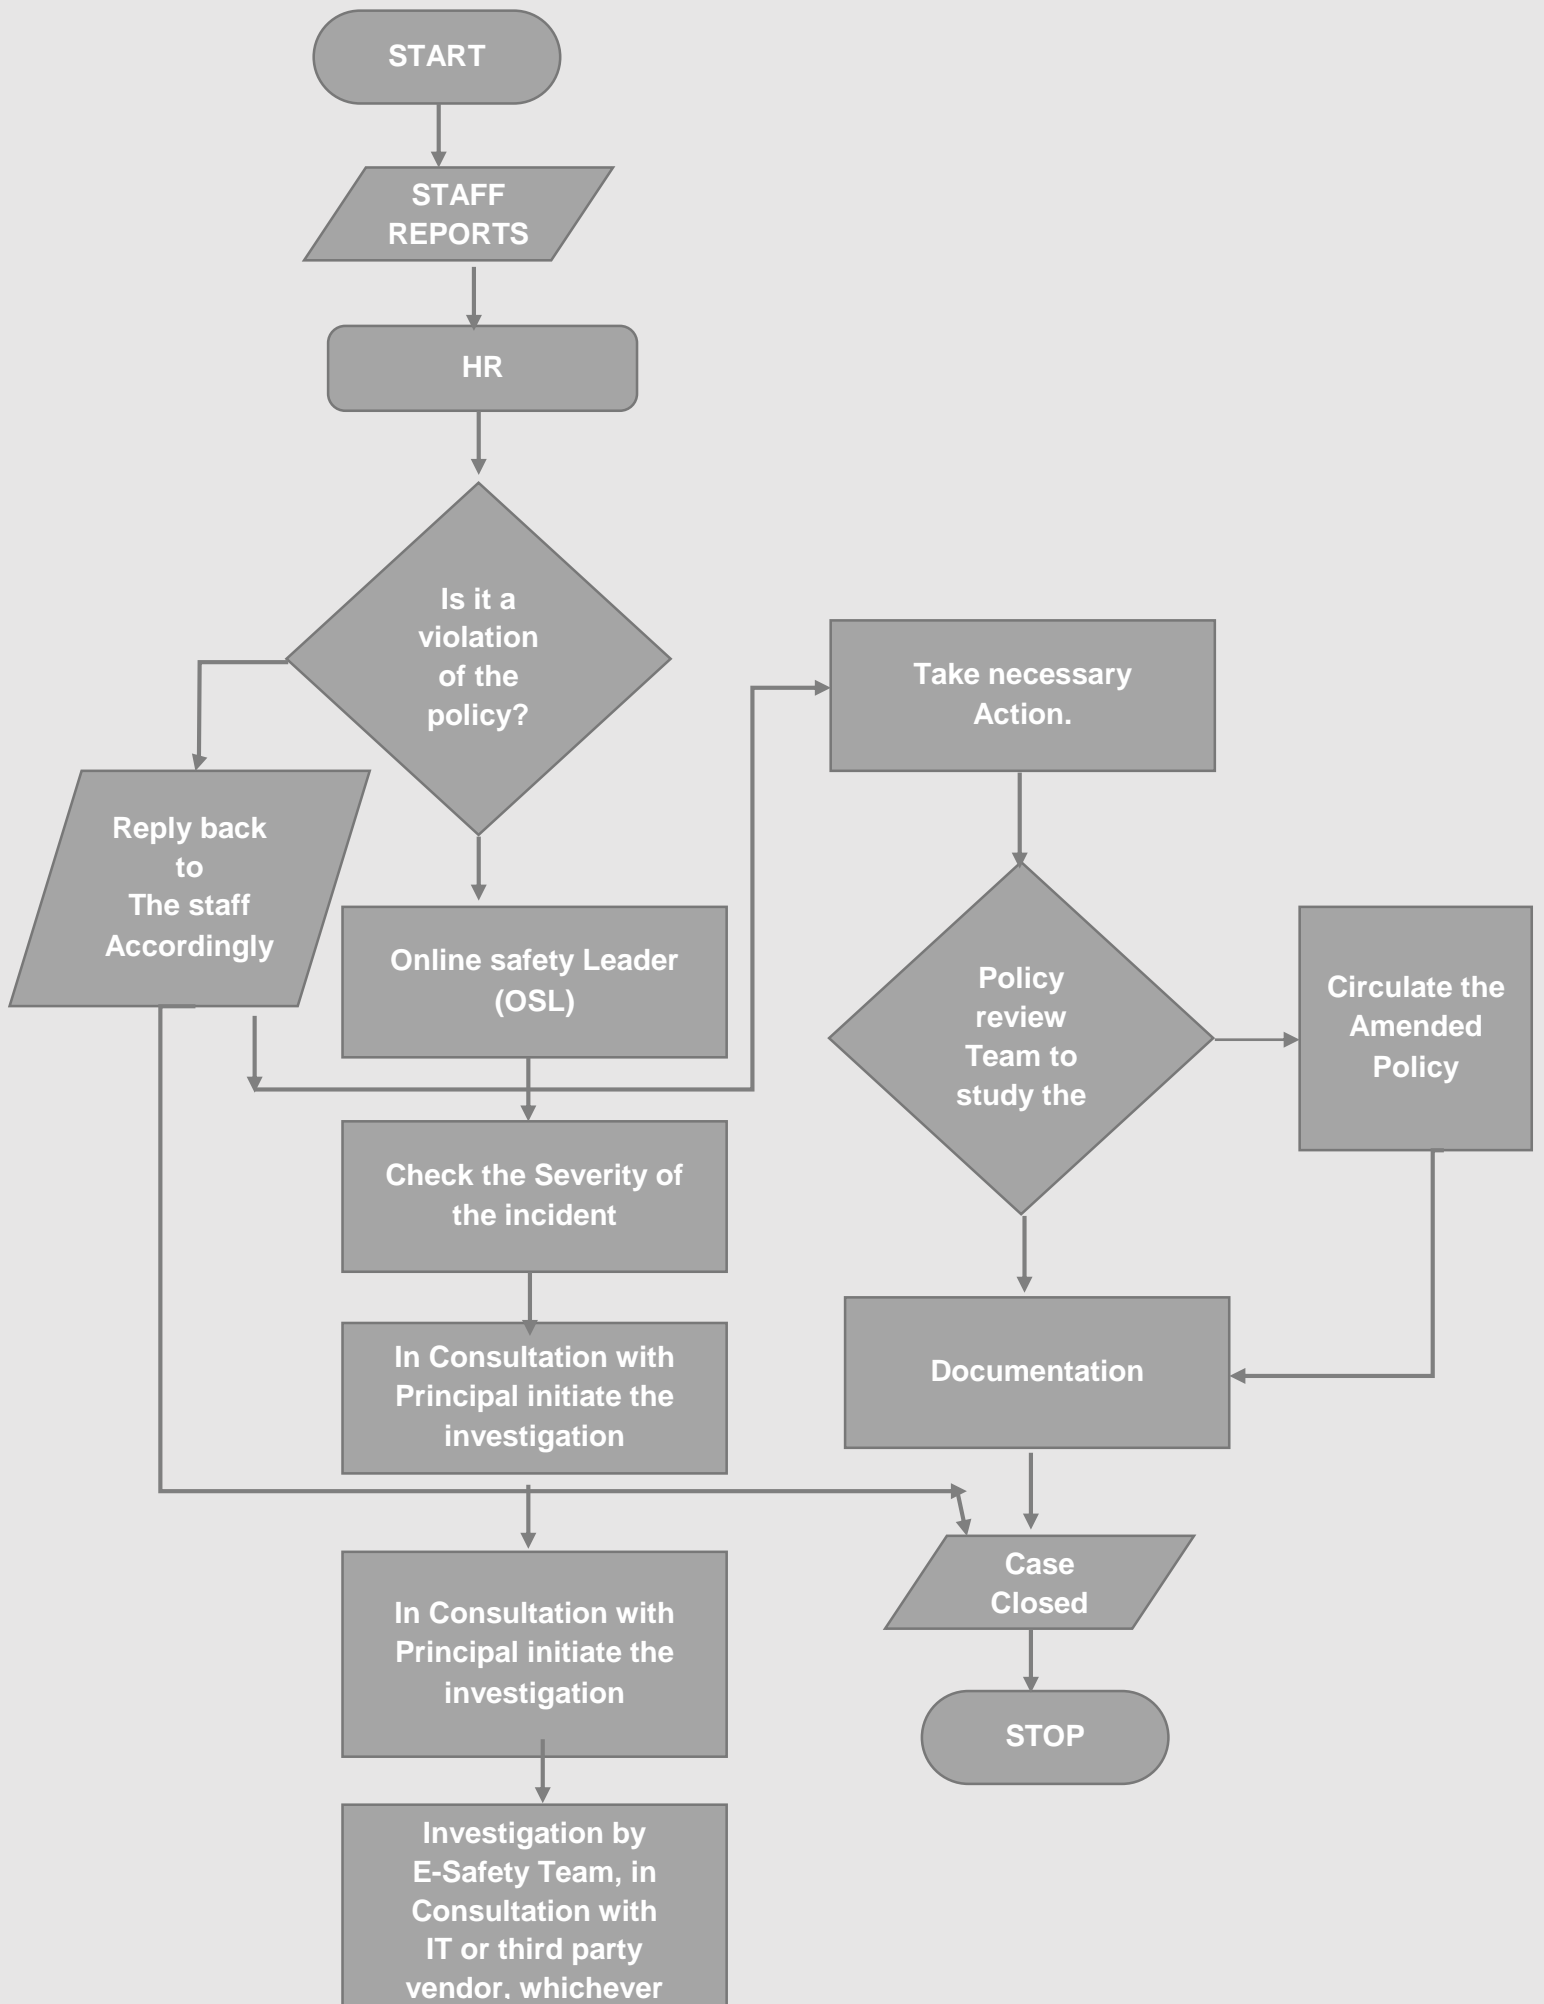 START
STAFF
REPORTS
HR
Is it a
violation
of the
policy?
Reply back
to
The staff
Accordingly
Online safety Leader
(OSL)
Check the Severity of
the incident
In Consultation with
Principal initiate the
investigation
In Consultation with
Principal initiate the
investigation
Investigation by
E-Safety Team, in
Consultation with
IT or third party
vendor, whichever
Take necessary
Action.
Policy
review
Team to
study the
Circulate the
Amended
Policy
Documentation
Case
Closed
STOP